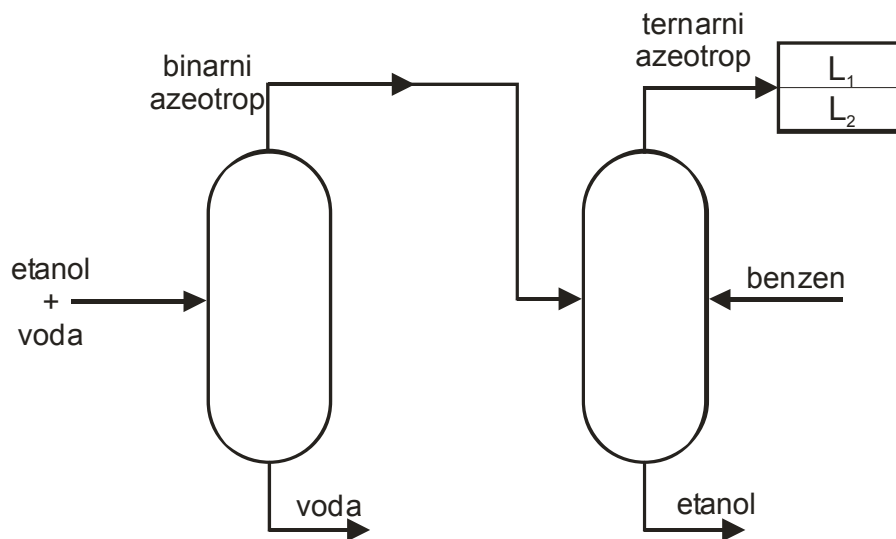 ternarni
azeotrop
binarni
azeotrop
L₁
L₂
etanol
+
voda
benzen
voda
etanol